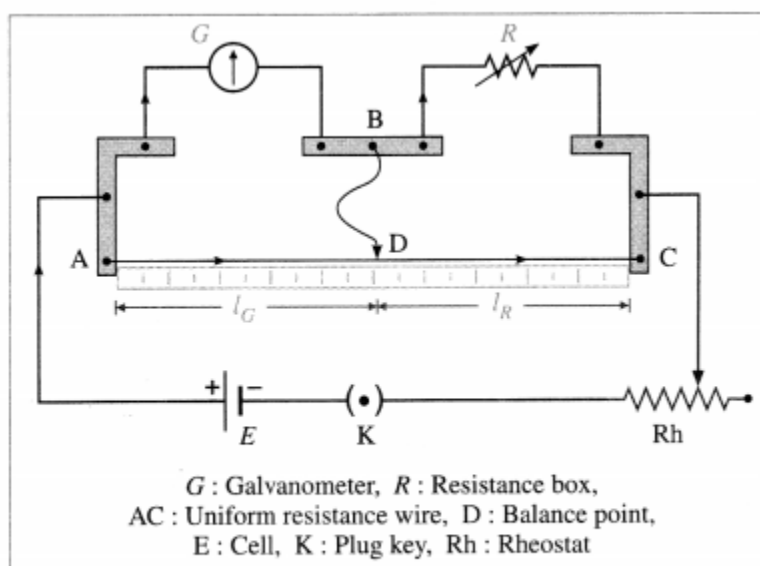 G R
B
A D C
l_G l_R
+ −
E K Rh
G : Galvanometer, R : Resistance box,
AC : Uniform resistance wire, D : Balance point,
E : Cell, K : Plug key, Rh : Rheostat